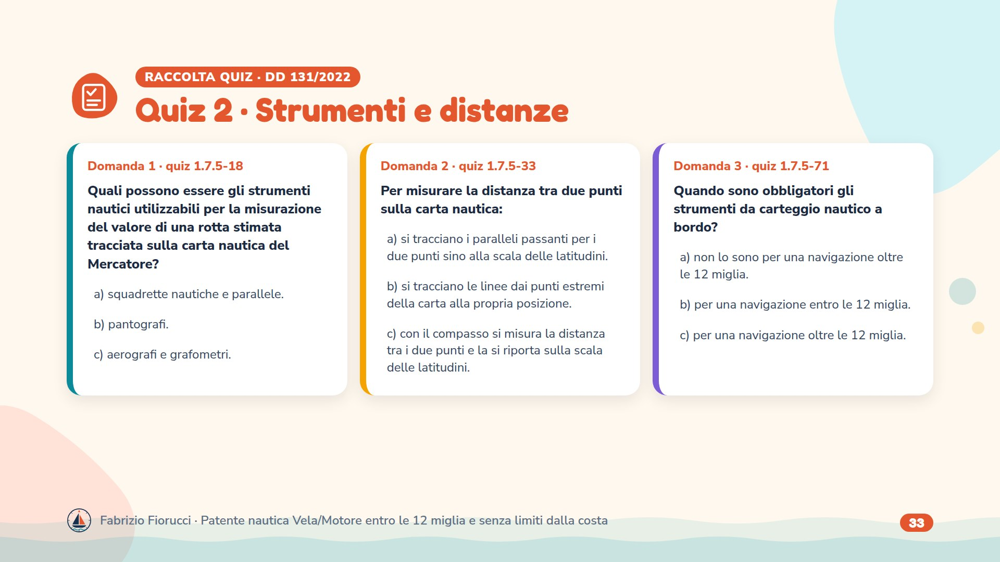 RACCOLTA QUIZ · DD 131/2022
Quiz 2 · Strumenti e distanze
Domanda 1 · quiz 1.7.5-18
Quali possono essere gli strumenti
nautici utilizzabili per la misurazione
del valore di una rotta stimata
tracciata sulla carta nautica del
Mercatore?
a) squadrette nautiche e parallele.
b) pantografi.
c) aerografi e grafometri.
Domanda 2 · quiz 1.7.5-33
Per misurare la distanza tra due punti
sulla carta nautica:
a) si tracciano i paralleli passanti per i
due punti sino alla scala delle latitudini.
b) si tracciano le linee dai punti estremi
della carta alla propria posizione.
c) con il compasso si misura la distanza
tra i due punti e la si riporta sulla scala
delle latitudini.
Domanda 3 · quiz 1.7.5-71
Quando sono obbligatori gli
strumenti da carteggio nautico a
bordo?
a) non lo sono per una navigazione oltre
le 12 miglia.
b) per una navigazione entro le 12 miglia.
c) per una navigazione oltre le 12 miglia.
Fabrizio Fiorucci · Patente nautica Vela/Motore entro le 12 miglia e senza limiti dalla costa
33